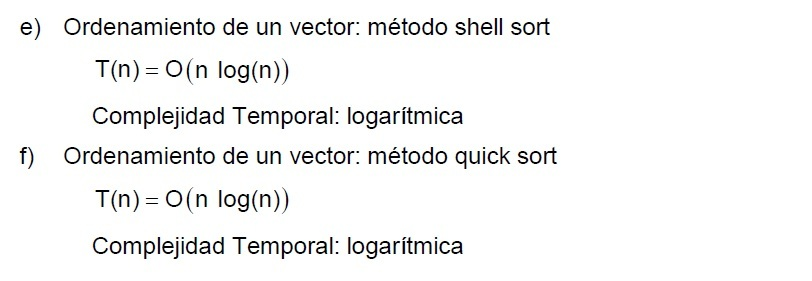 e) Ordenamiento de un vector: método shell sort
T(n) = O(n log(n))
Complejidad Temporal: logarítmica
f) Ordenamiento de un vector: método quick sort
T(n) = O(n log(n))
Complejidad Temporal: logarítmica